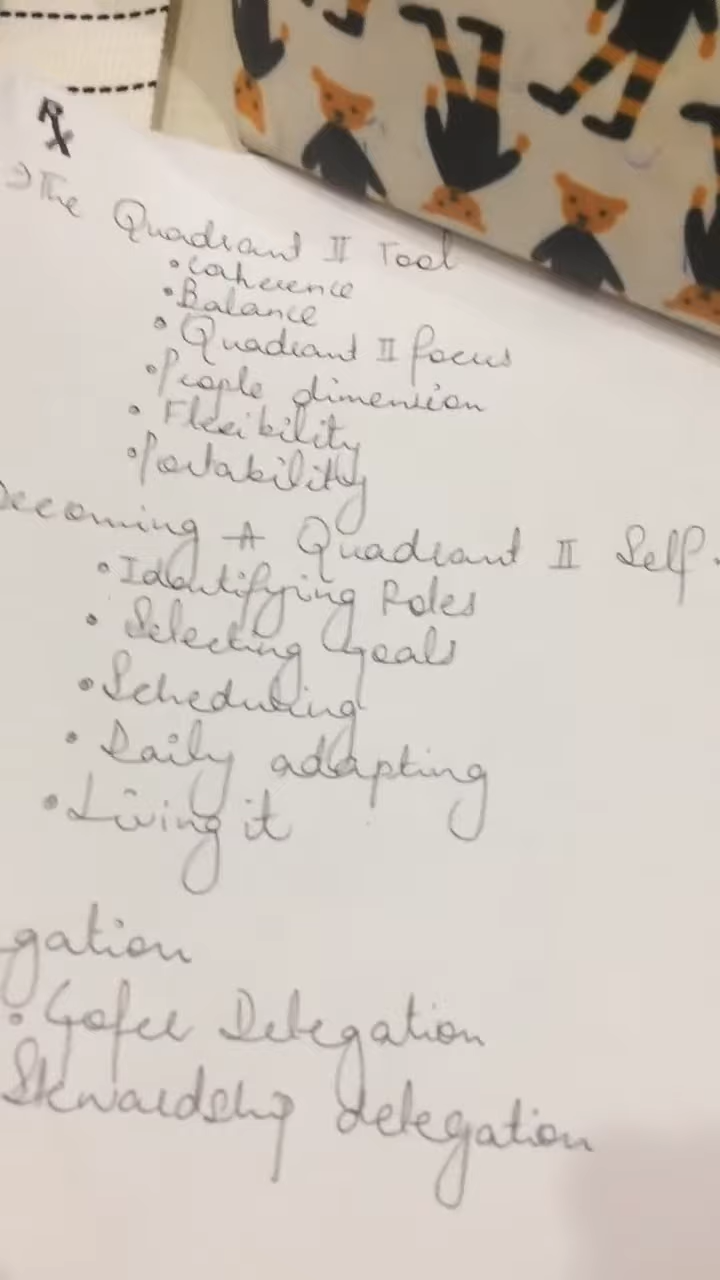 →The Quadrant II Tool
• Coherence
• Balance
• Quadrant II focus
• People dimension
• Flexibility
• Portability
Becoming A Quadrant II Self.
• Identifying Roles
• Selecting goals
• Scheduling
• Daily adapting
• Living it
gation
• Gofer Delegation
Stewardship delegation